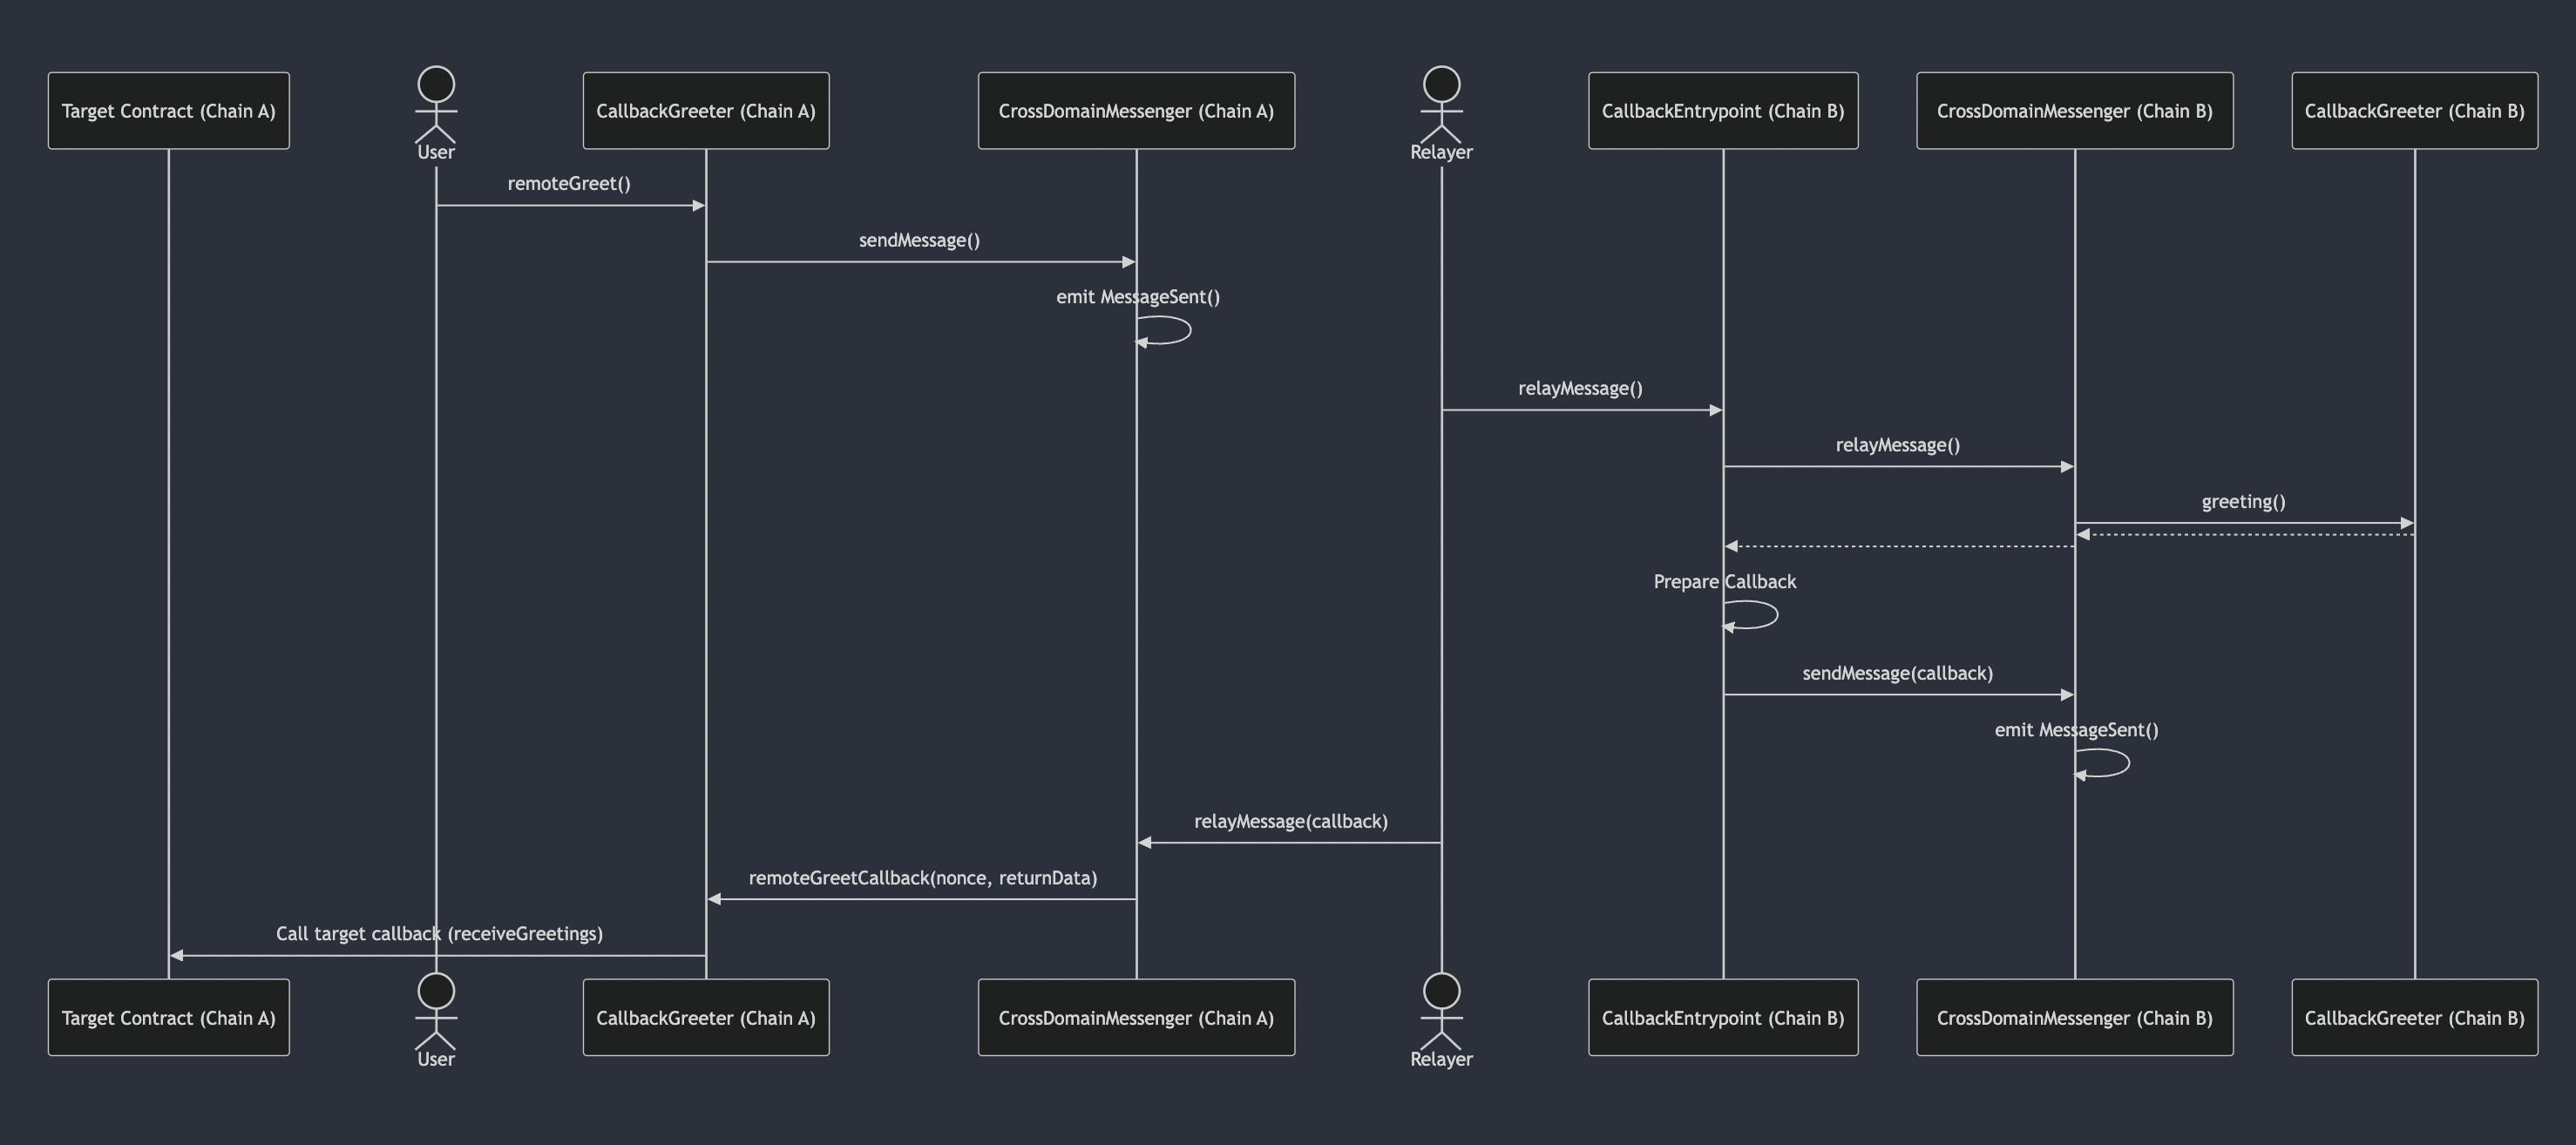 Target Contract (Chain A)
User
CallbackGreeter (Chain A)
CrossDomainMessenger (Chain A)
Relayer
CallbackEntrypoint (Chain B)
CrossDomainMessenger (Chain B)
CallbackGreeter (Chain B)
remoteGreet()
sendMessage()
emit MessageSent()
relayMessage()
relayMessage()
greeting()
Prepare Callback
sendMessage(callback)
emit MessageSent()
relayMessage(callback)
remoteGreetCallback(nonce, returnData)
Call target callback (receiveGreetings)
Target Contract (Chain A)
User
CallbackGreeter (Chain A)
CrossDomainMessenger (Chain A)
Relayer
CallbackEntrypoint (Chain B)
CrossDomainMessenger (Chain B)
CallbackGreeter (Chain B)